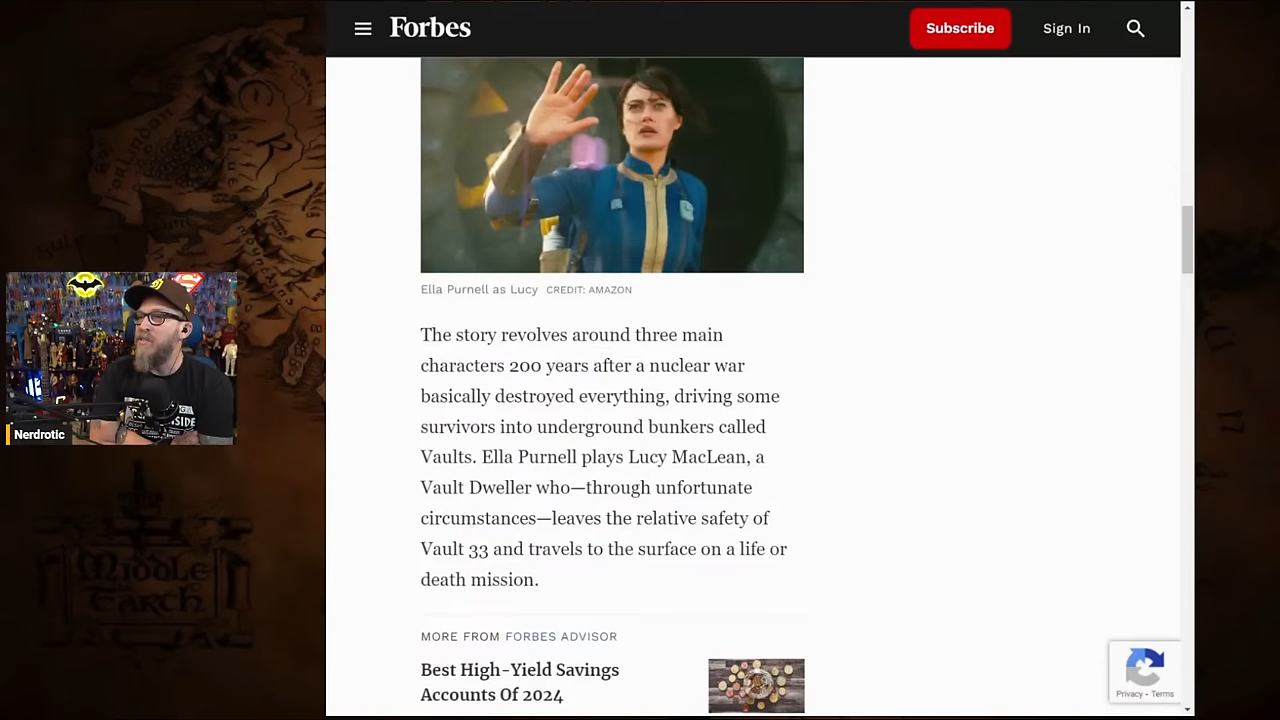 Forbes
Subscribe
Sign In
Ella Purnell as Lucy CREDIT: AMAZON
The story revolves around three main
characters 200 years after a nuclear war
basically destroyed everything, driving some
survivors into underground bunkers called
Vaults. Ella Purnell plays Lucy MacLean, a
Vault Dweller who—through unfortunate
circumstances—leaves the relative safety of
Vault 33 and travels to the surface on a life or
death mission.
MORE FROM FORBES ADVISOR
Best High-Yield Savings
Accounts Of 2024
Privacy - Terms
Nerdrotic
MIDDLE
EARTH